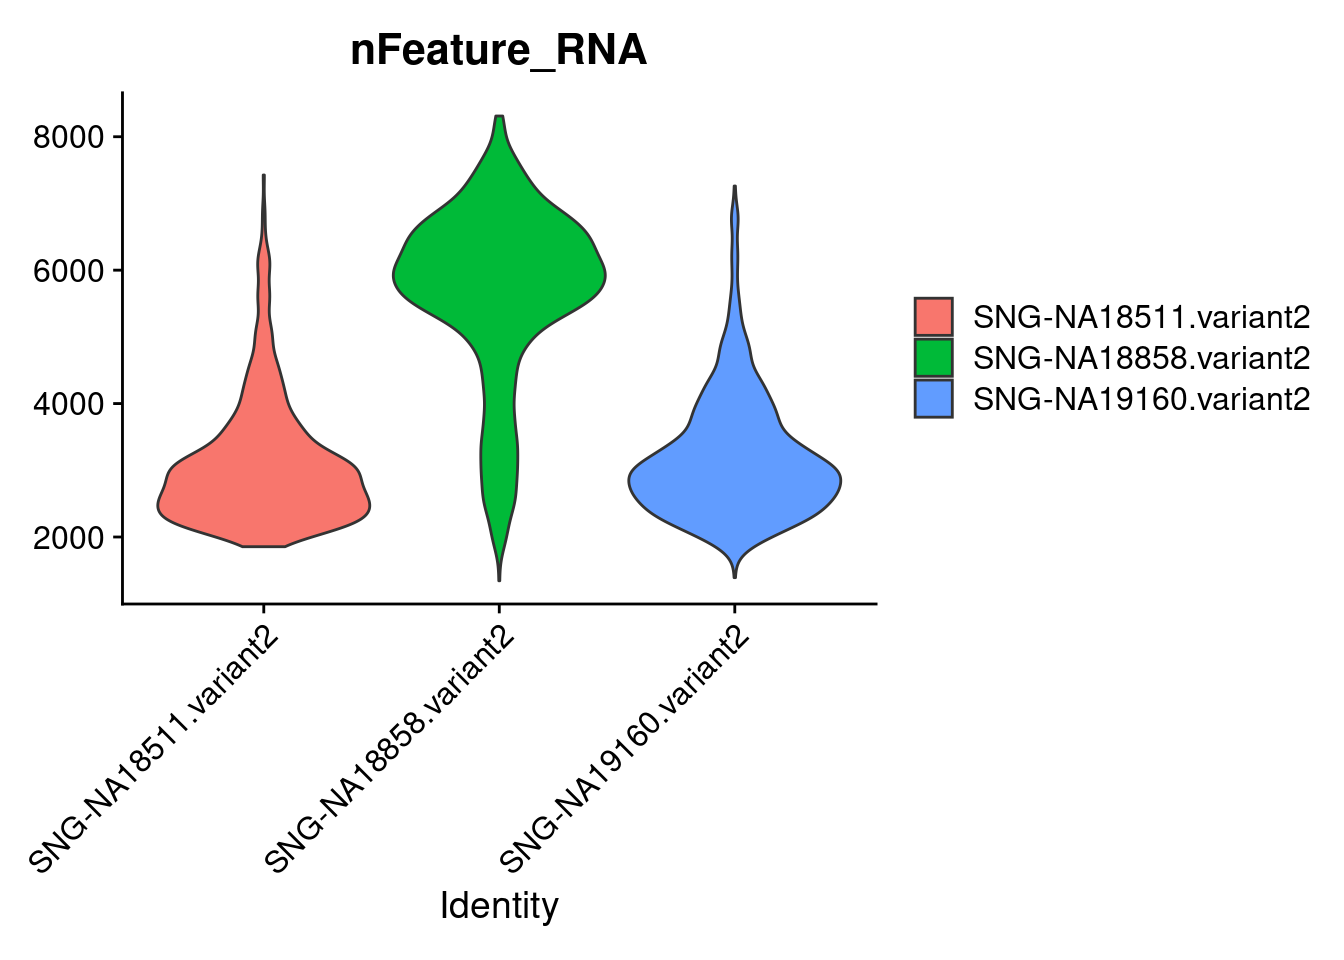 nFeature_RNA
8000
6000
4000
2000
SNG-NA18511.variant2
SNG-NA18858.variant2
SNG-NA19160.variant2
Identity
SNG-NA18511.variant2
SNG-NA18858.variant2
SNG-NA19160.variant2